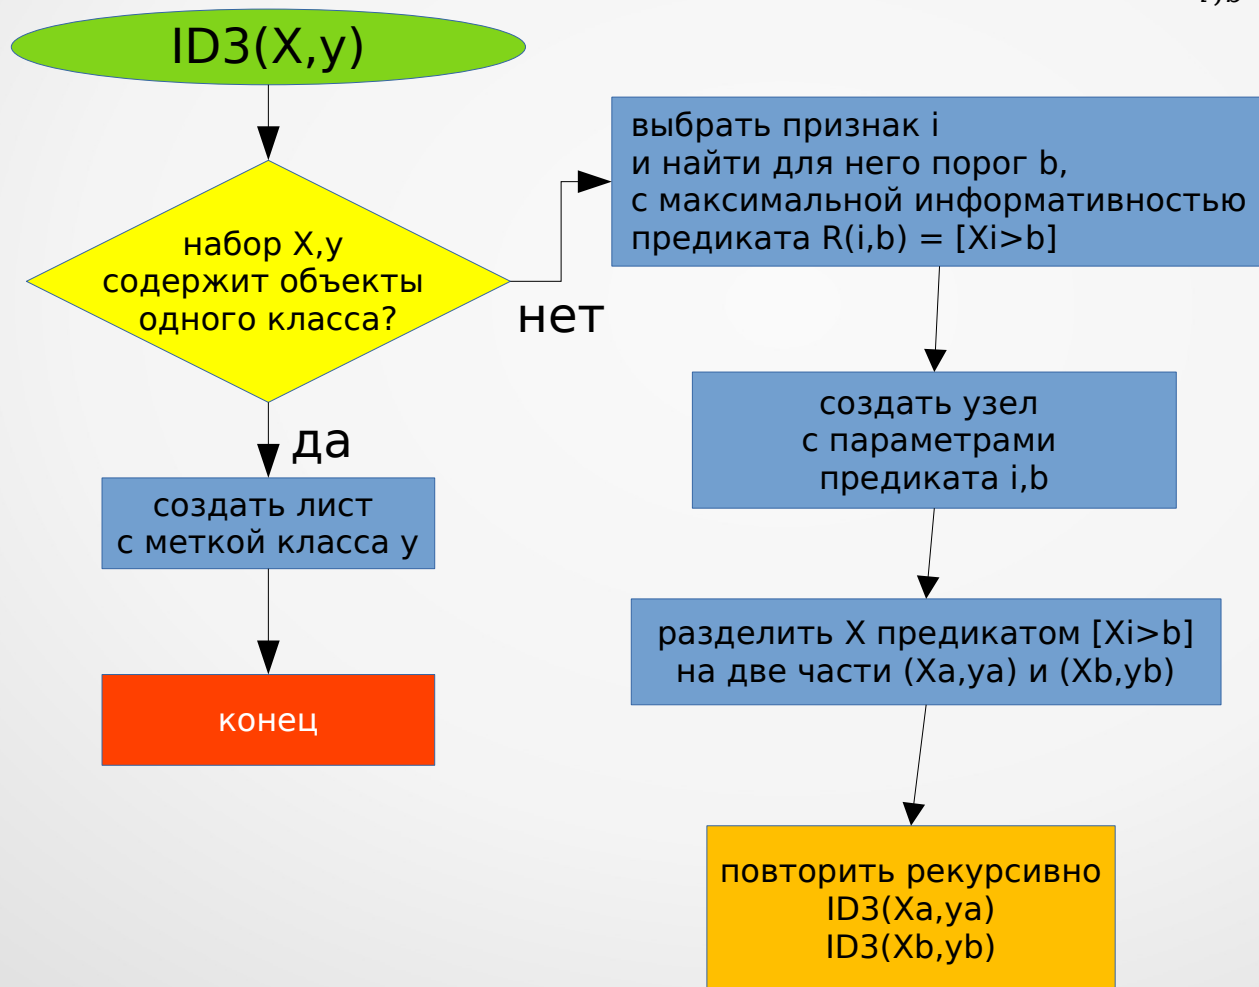 ID3(X,y)
набор X,y
содержит объекты
одного класса?
да
нет
создать лист
с меткой класса y
конец
выбрать признак i
и найти для него порог b,
с максимальной информативностью
предиката R(i,b) = [Xi>b]
создать узел
с параметрами
предиката i,b
разделить X предикатом [Xi>b]
на две части (Xa,ya) и (Xb,yb)
повторить рекурсивно
ID3(Xa,ya)
ID3(Xb,yb)